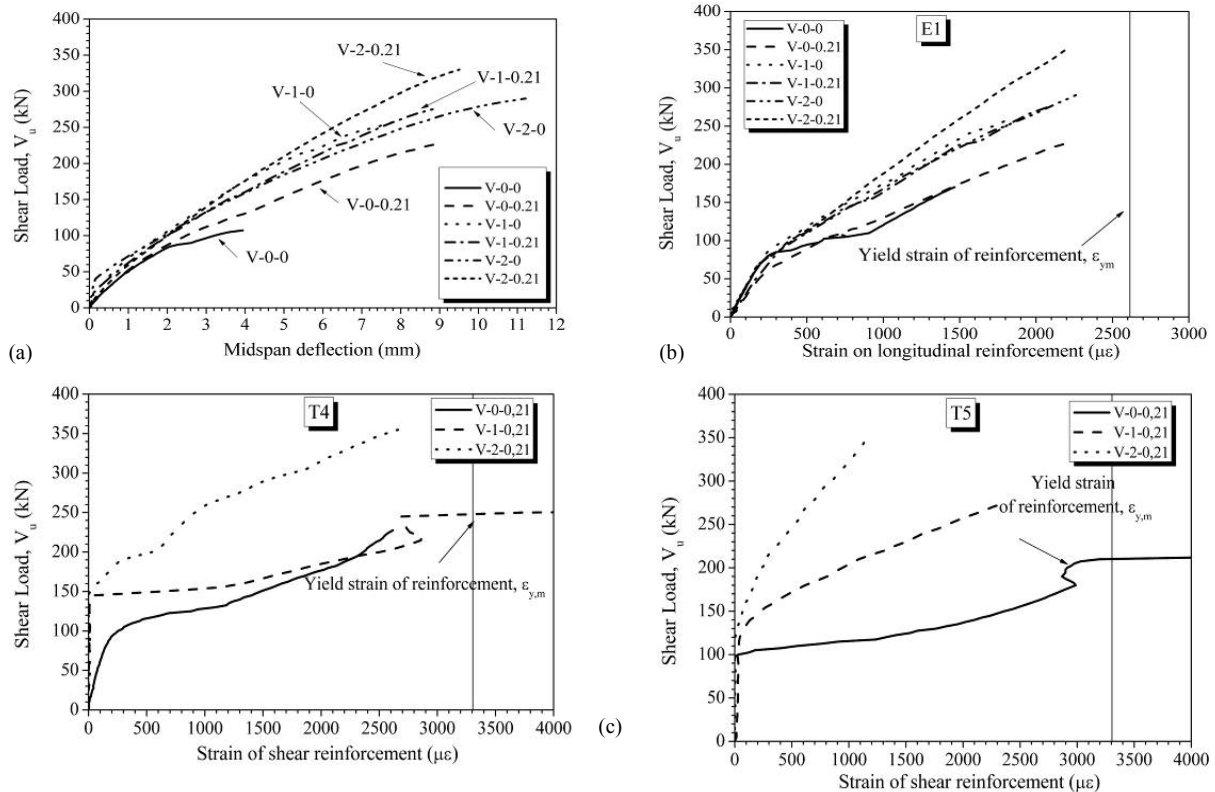 400
350
300
250
200
150
100
50
0
Shear Load, V_u (kN)
V-2-0.21
V-1-0.21
V-1-0
V-2-0
V-0-0.21
V-0-0
V-0-0
V-0-0.21
V-1-0
V-1-0.21
V-2-0
V-2-0.21
0 1 2 3 4 5 6 7 8 9 10 11 12
Midspan deflection (mm)
(a)
400
350
300
250
200
150
100
50
0
Shear Load, V_u (kN)
V-0-0
V-0-0.21
V-1-0
V-1-0.21
V-2-0
V-2-0.21
E1
Yield strain of reinforcement, ε_ym
0 500 1000 1500 2000 2500 3000
Strain on longitudinal reinforcement (με)
(b)
400
350
300
250
200
150
100
50
0
Shear Load, V_u (kN)
T4
V-0-0,21
V-1-0,21
V-2-0,21
Yield strain of reinforcement, ε_y,m
0 500 1000 1500 2000 2500 3000 3500 4000
Strain of shear reinforcement (με)
(c)
400
350
300
250
200
150
100
50
0
Shear Load, V_u (kN)
T5
V-0-0,21
V-1-0,21
V-2-0,21
Yield strain
of reinforcement, ε_y,m
0 500 1000 1500 2000 2500 3000 3500 4000
Strain of shear reinforcement (με)